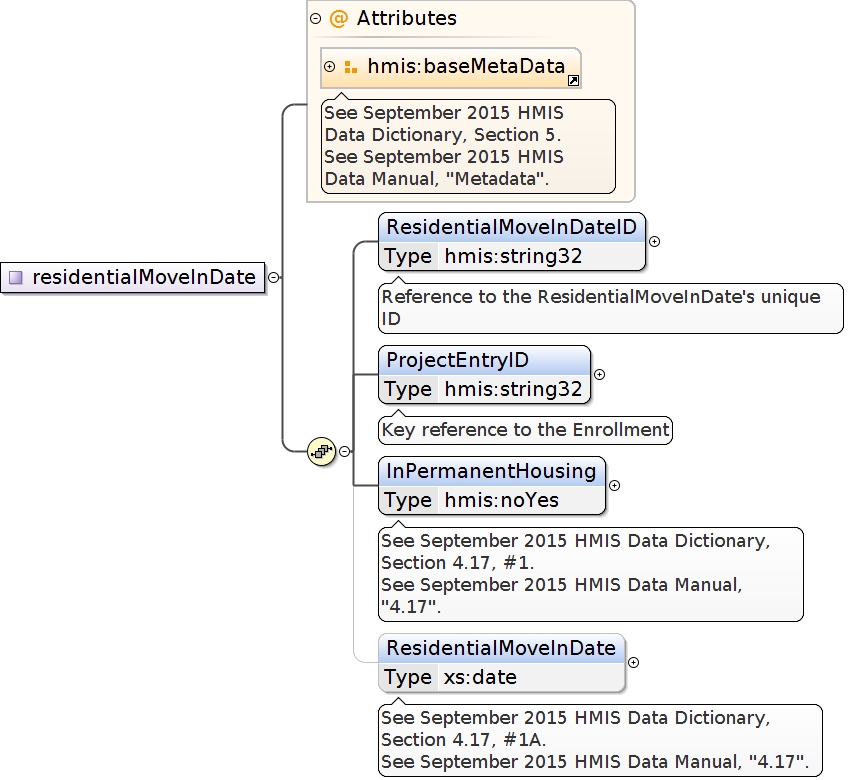 @ Attributes
hmis:baseMetaData
See September 2015 HMIS
Data Dictionary, Section 5.
See September 2015 HMIS
Data Manual, "Metadata".
residentialMoveInDate
ResidentialMoveInDateID
Type hmis:string32
Reference to the ResidentialMoveInDate's unique
ID
ProjectEntryID
Type hmis:string32
Key reference to the Enrollment
InPermanentHousing
Type hmis:noYes
See September 2015 HMIS Data Dictionary,
Section 4.17, #1.
See September 2015 HMIS Data Manual,
"4.17".
ResidentialMoveInDate
Type xs:date
See September 2015 HMIS Data Dictionary,
Section 4.17, #1A.
See September 2015 HMIS Data Manual, "4.17".